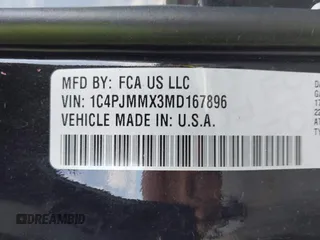 MFD BY: FCA US LLC
VIN: 1C4PJMMX3MD167896
VEHICLE MADE IN: U.S.A.
DREAMBID